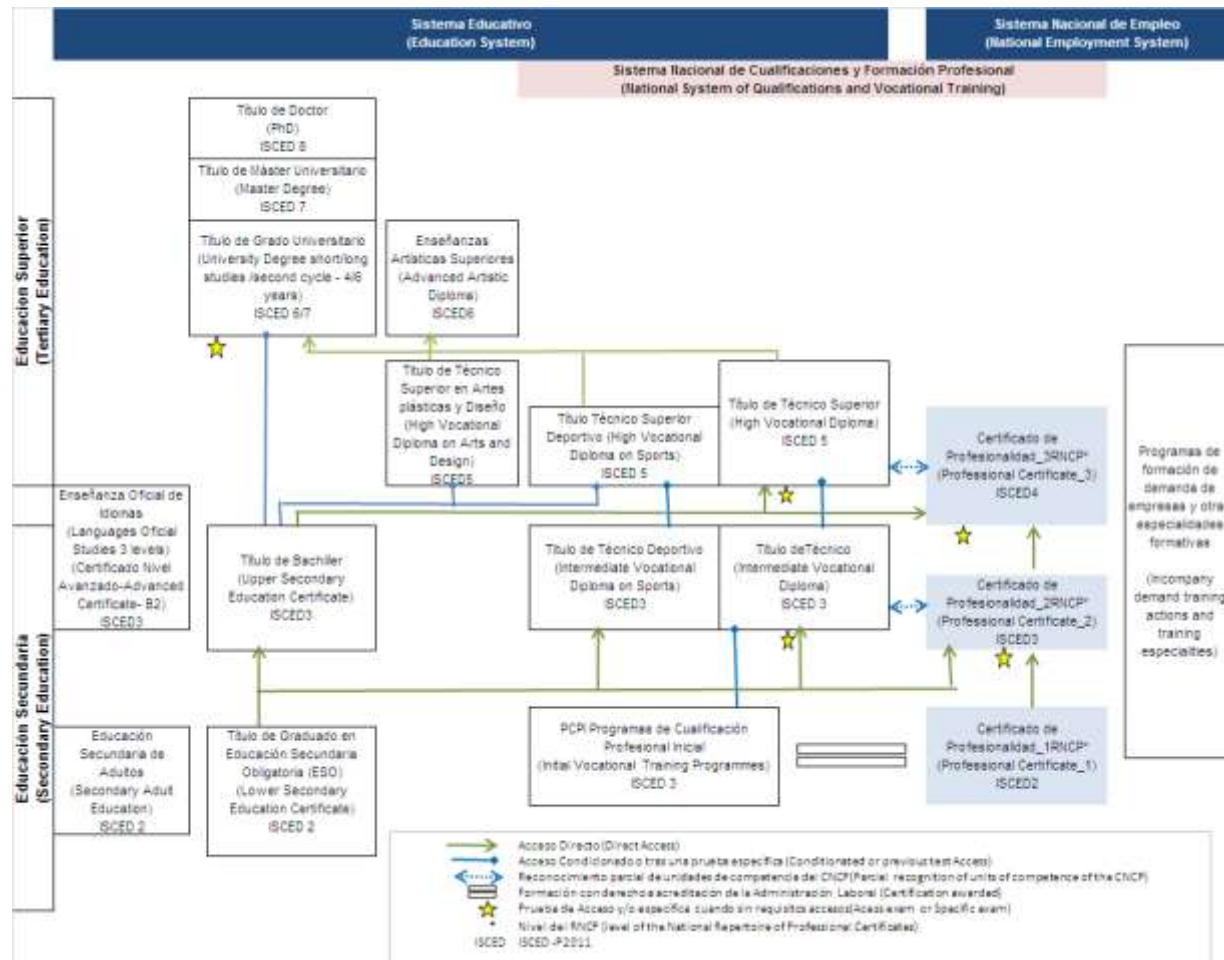 Sistema Educativo
(Education System)
Sistema Nacional de Empleo
(National Employment System)
Sistema Nacional de Cualificaciones y Formación Profesional
(National System of Qualifications and Vocational Training)
Educacion Superior
(Tertiary Education)
Título de Doctor
(PhD)
ISCED 8
Título de Máster Universitario
(Master Degree)
ISCED 7
Título de Grado Universitario
(University Degree short/long
studies /second cycle - 4/6
years)
ISCED 6/7
Enseñanzas
Artísticas Superiores
(Advanced Artistic
Diploma)
ISCED6
Título de Técnico
Superior en Artes
plásticas y Diseño
(High Vocational
Diploma on Arts and
Design)
ISCED5
Título Técnico Superior
Deportivo (High Vocational
Diploma on Sports)
ISCED 5
Título de Técnico Superior
(High Vocational Diploma)
ISCED 5
Certificado de
Profesionalidad_3RNCP*
(Professional Certificate_3)
ISCED4
Programas de
formación de
demanda de
empresas y otra
especialidades
formativas
(Incompany
demand training
actions and
training
especialities)
Educación Secundaria
(Secondary Education)
Enseñanza Oficial de
Idiomas
(Languages Oficial
Studies 3 levels)
(Certificado Nivel
Avanzado-Advanced
Certificate- B2)
ISCED3
Título de Bachiller
(Upper Secondary
Education Certificate)
ISCED3
Título de Técnico Deportivo
(Intermediate Vocational
Diploma on Sports)
ISCED3
Título deTécnico
(Intermediate Vocational
Diploma)
ISCED 3
Certificado de
Profesionalidad_2RNCP*
(Professional Certificate_2)
ISCED3
Educación
Secundaria de
Adultos
(Secondary Adult
Education)
ISCED 2
Título de Graduado en
Educación Secundaria
Obligatoria (ESO)
(Lower Secondary
Education Certificate)
ISCED 2
PCPI Programas de Cualificación
Profesional Inicial
(Initial Vocational Training Programmes)
ISCED 3
Certificado de
Profesionalidad_1RNCP*
(Professional Certificate_1)
ISCED2
Acceso Directo (Direct Access)
Acceso Condicionado o tras una prueba específica (Conditionated or previous test Access)
Reconocimiento parcial de unidades de competencia del CNCP(Parcial recognition of units of competence of the CNCP)
Formación con derecho a acreditación de la Administración Laboral (Certification awarded)
Prueba de Acceso y/o específica cuando sin requisitos accesos(Acess exam or Specific exam)
* Nivel del RNCP (level of the National Repertoire of Professional Certificates)
ISCED ISCED -P2011